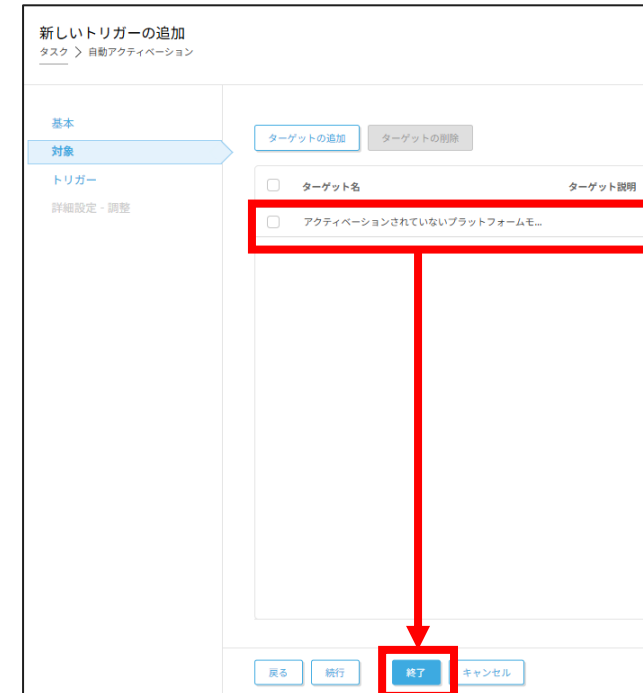 新しいトリガーの追加
タスク > 自動アクティベーション
基本
対象
トリガー
詳細設定 - 調整
ターゲットの追加 ターゲットの削除
ターゲット名 ターゲット説明
アクティベーションされていないプラットフォームモ...
戻る 続行 終了 キャンセル